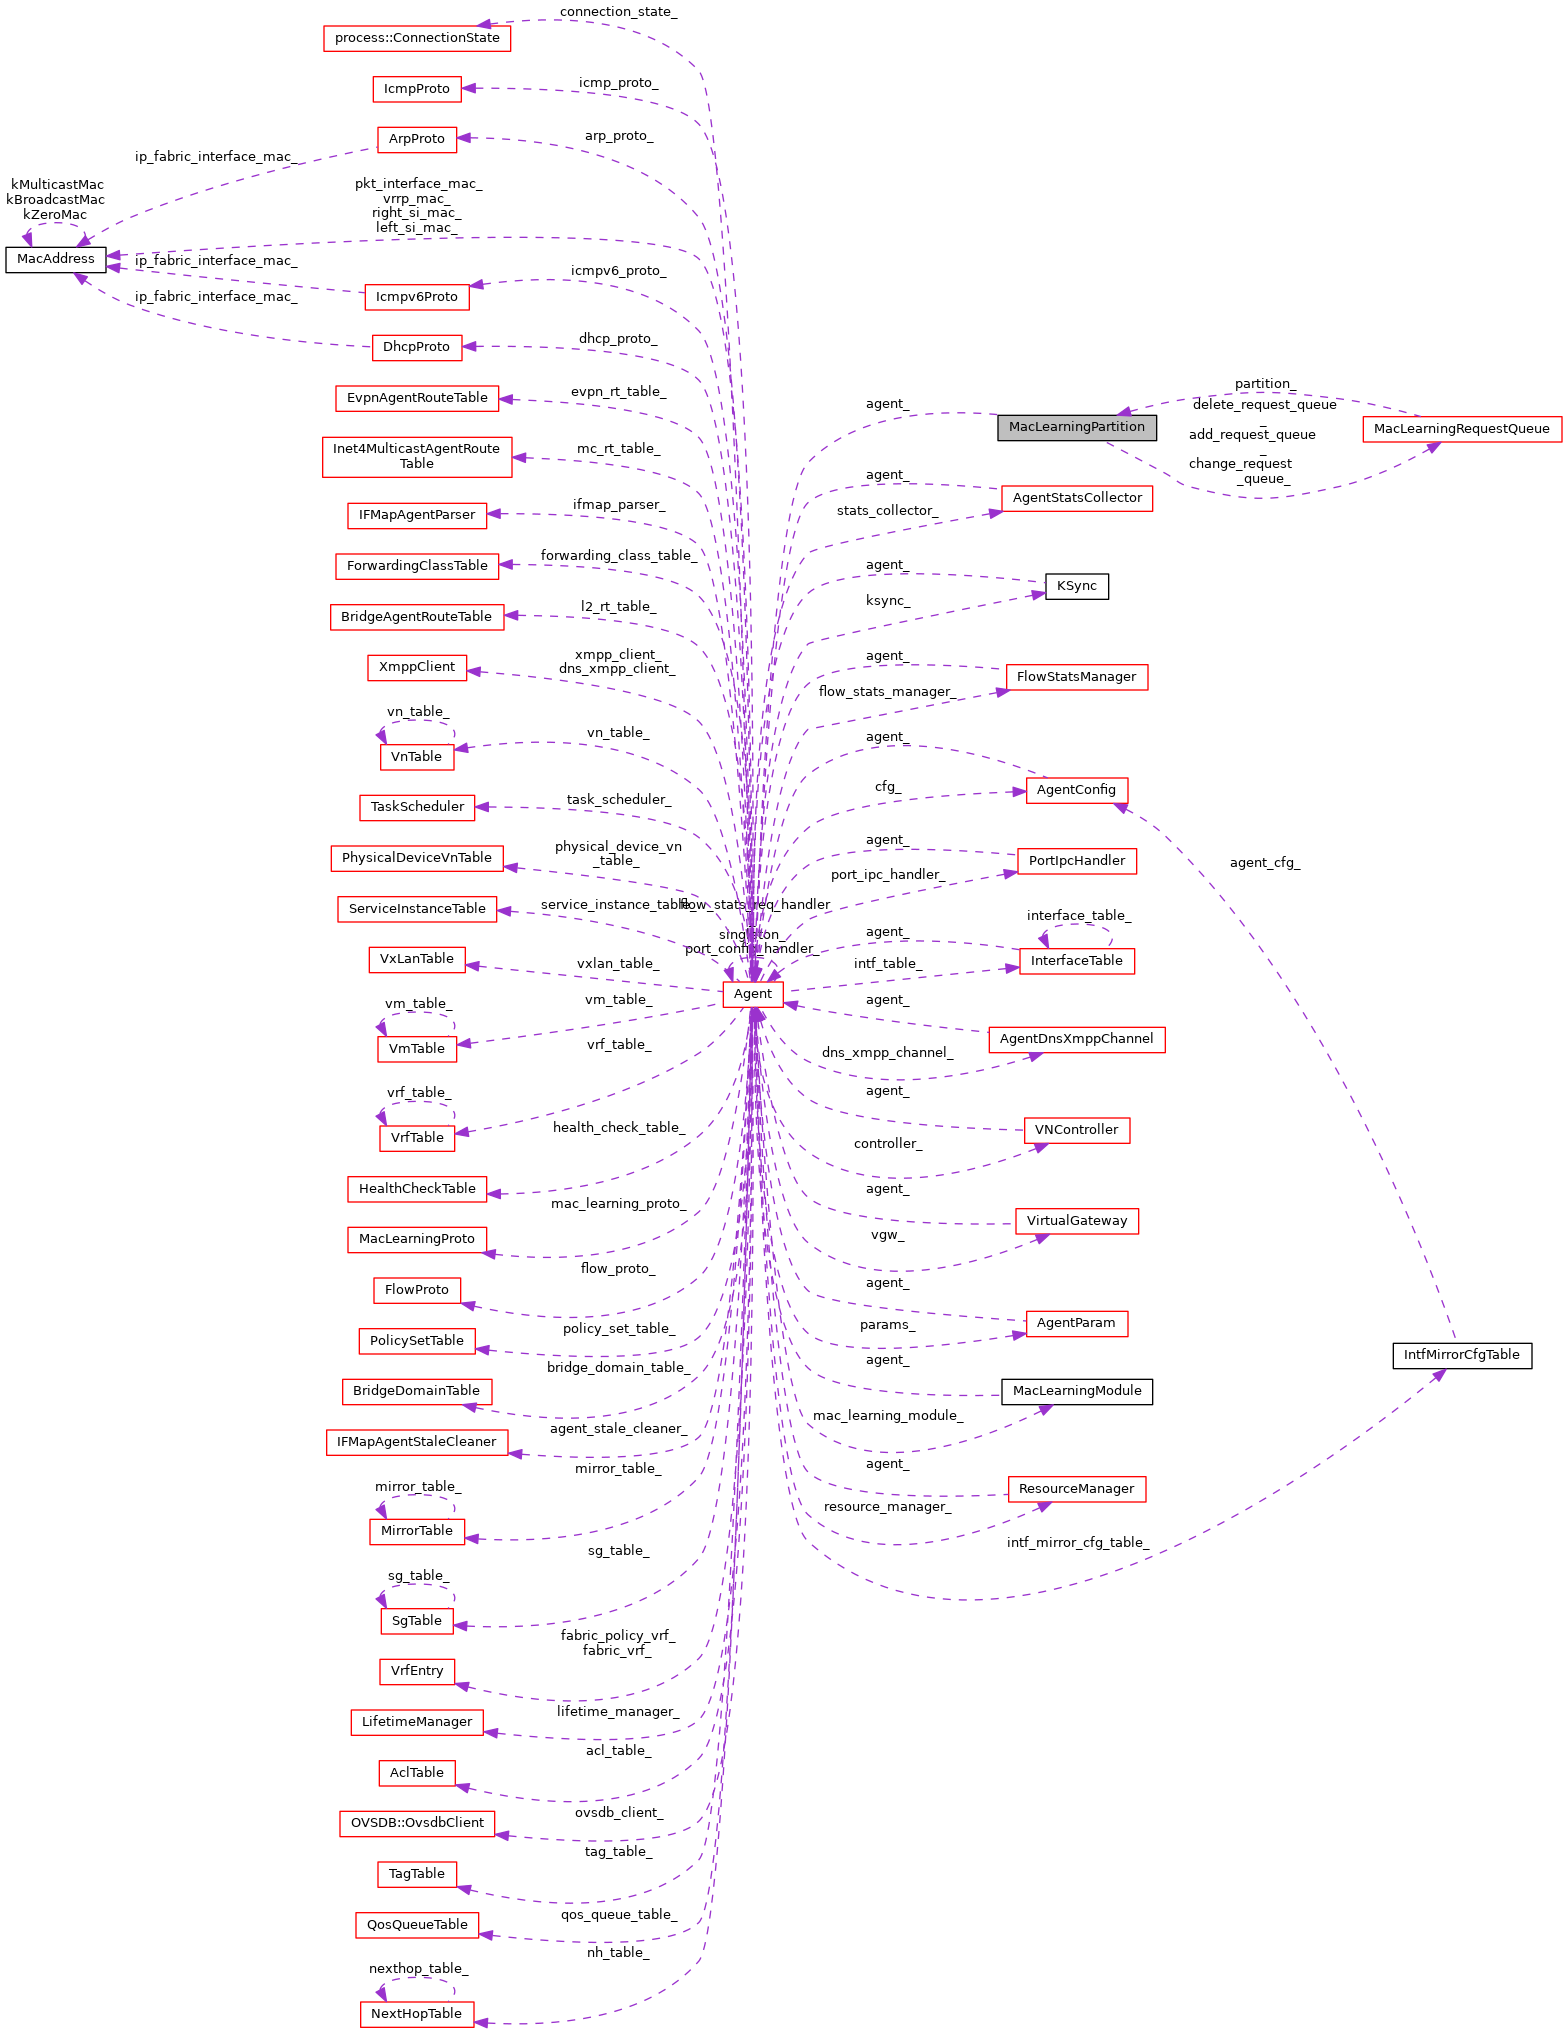 connection_state_
process::ConnectionState
icmp_proto_
IcmpProto
arp_proto_
ArpProto
ip_fabric_interface_mac_
kMulticastMac
kBroadcastMac
kZeroMac
MacAddress
pkt_interface_mac_
vrrp_mac_
right_si_mac_
left_si_mac_
ip_fabric_interface_mac_
icmpv6_proto_
Icmpv6Proto
ip_fabric_interface_mac_
dhcp_proto_
DhcpProto
evpn_rt_table_
EvpnAgentRouteTable
mc_rt_table_
Inet4MulticastAgentRoute
Table
ifmap_parser_
IFMapAgentParser
forwarding_class_table_
ForwardingClassTable
l2_rt_table_
BridgeAgentRouteTable
xmpp_client_
dns_xmpp_client_
XmppClient
vn_table_
vn_table_
VnTable
task_scheduler_
TaskScheduler
physical_device_vn
_table_
PhysicalDeviceVnTable
service_instance_table_
ServiceInstanceTable
flow_stats_req_handler
_
singleton_
port_config_handler_
Agent
vxlan_table_
VxLanTable
vm_table_
vm_table_
VmTable
vrf_table_
vrf_table_
VrfTable
health_check_table_
HealthCheckTable
mac_learning_proto_
MacLearningProto
flow_proto_
FlowProto
policy_set_table_
PolicySetTable
bridge_domain_table_
BridgeDomainTable
agent_stale_cleaner_
IFMapAgentStaleCleaner
mirror_table_
mirror_table_
MirrorTable
sg_table_
sg_table_
SgTable
fabric_policy_vrf_
fabric_vrf_
VrfEntry
lifetime_manager_
LifetimeManager
acl_table_
AclTable
ovsdb_client_
OVSDB::OvsdbClient
tag_table_
TagTable
qos_queue_table_
QosQueueTable
nh_table_
nexthop_table_
NextHopTable
agent_
MacLearningPartition
partition_
delete_request_queue
_
add_request_queue
_
change_request
_queue_
MacLearningRequestQueue
agent_
AgentStatsCollector
stats_collector_
agent_
KSync
ksync_
agent_
FlowStatsManager
flow_stats_manager_
agent_
AgentConfig
cfg_
agent_cfg_
agent_
PortIpcHandler
port_ipc_handler_
interface_table_
agent_
InterfaceTable
intf_table_
agent_
AgentDnsXmppChannel
dns_xmpp_channel_
agent_
VNController
controller_
agent_
VirtualGateway
vgw_
agent_
AgentParam
params_
IntfMirrorCfgTable
agent_
MacLearningModule
mac_learning_module_
agent_
ResourceManager
resource_manager_
intf_mirror_cfg_table_